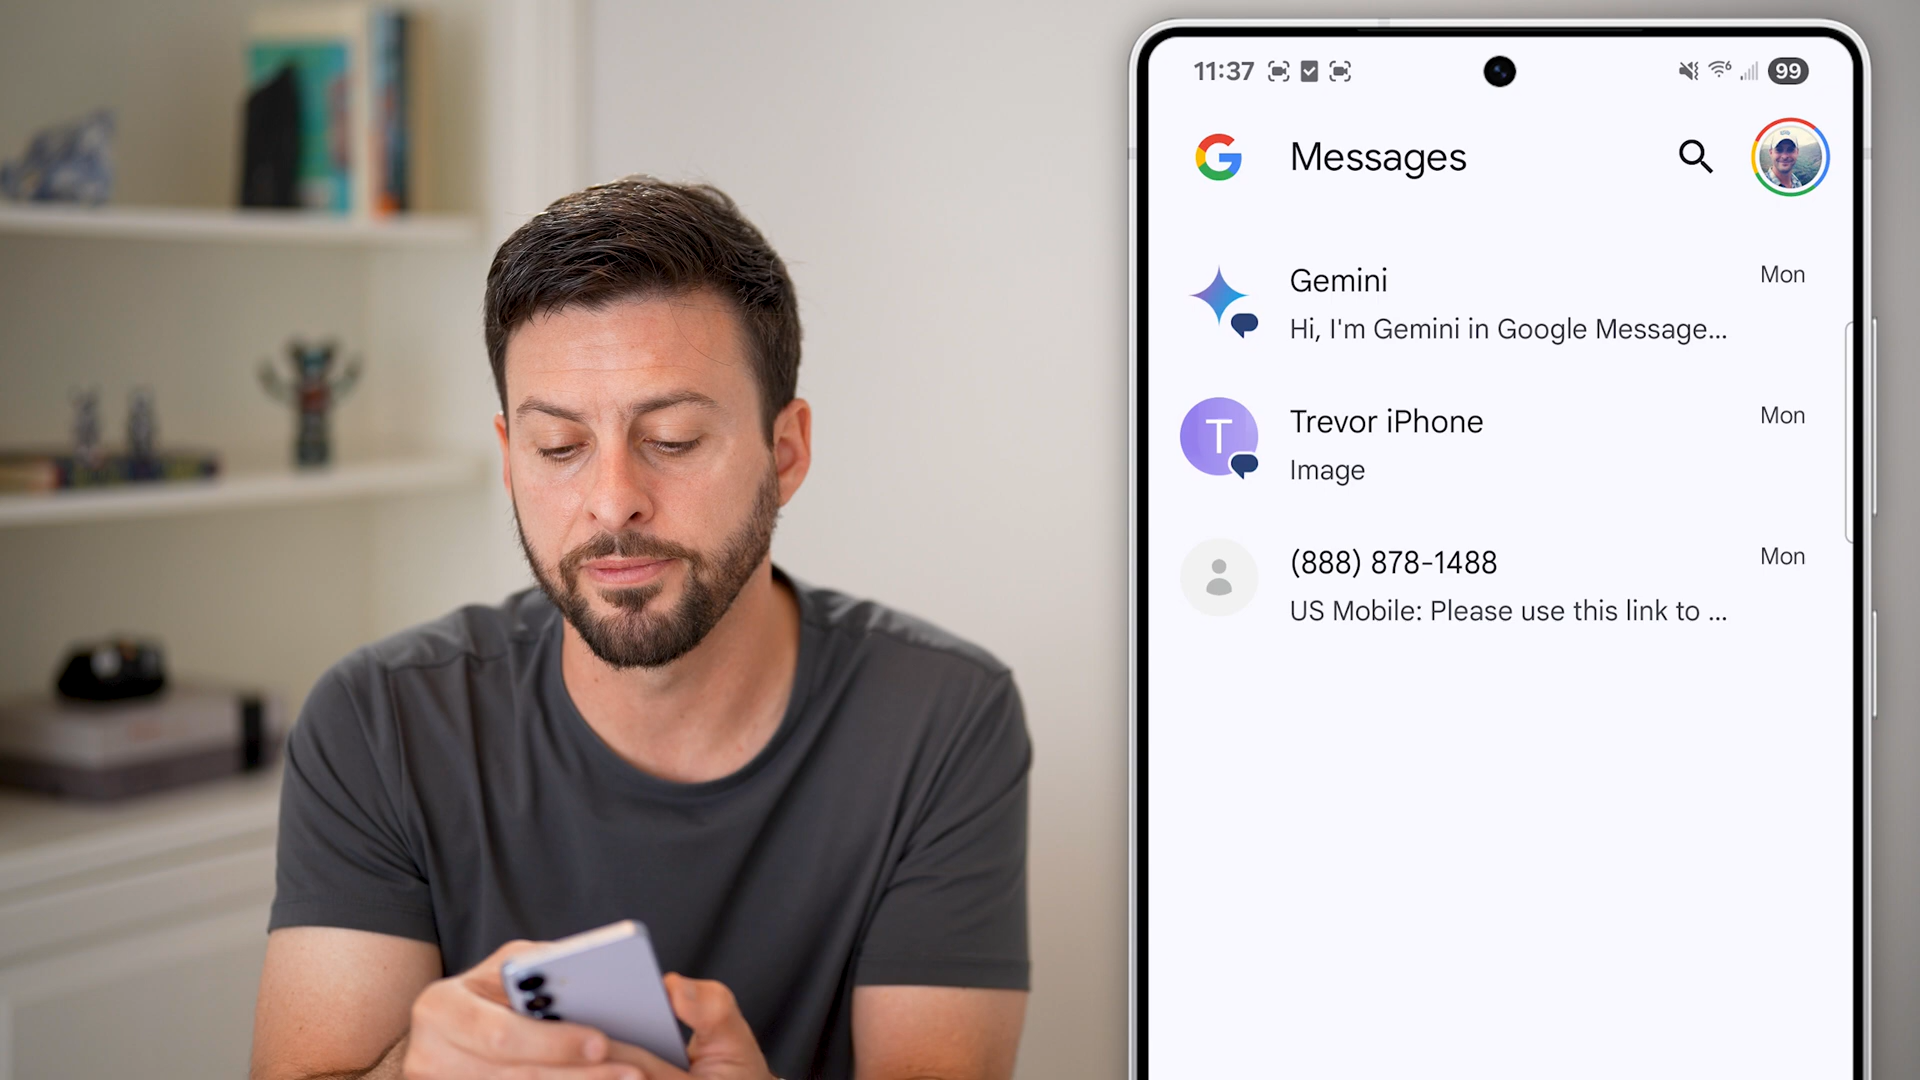 11:37
99
Messages
Gemini
Mon
Hi, I'm Gemini in Google Message...
T
Trevor iPhone
Mon
Image
(888) 878-1488
Mon
US Mobile: Please use this link to ...